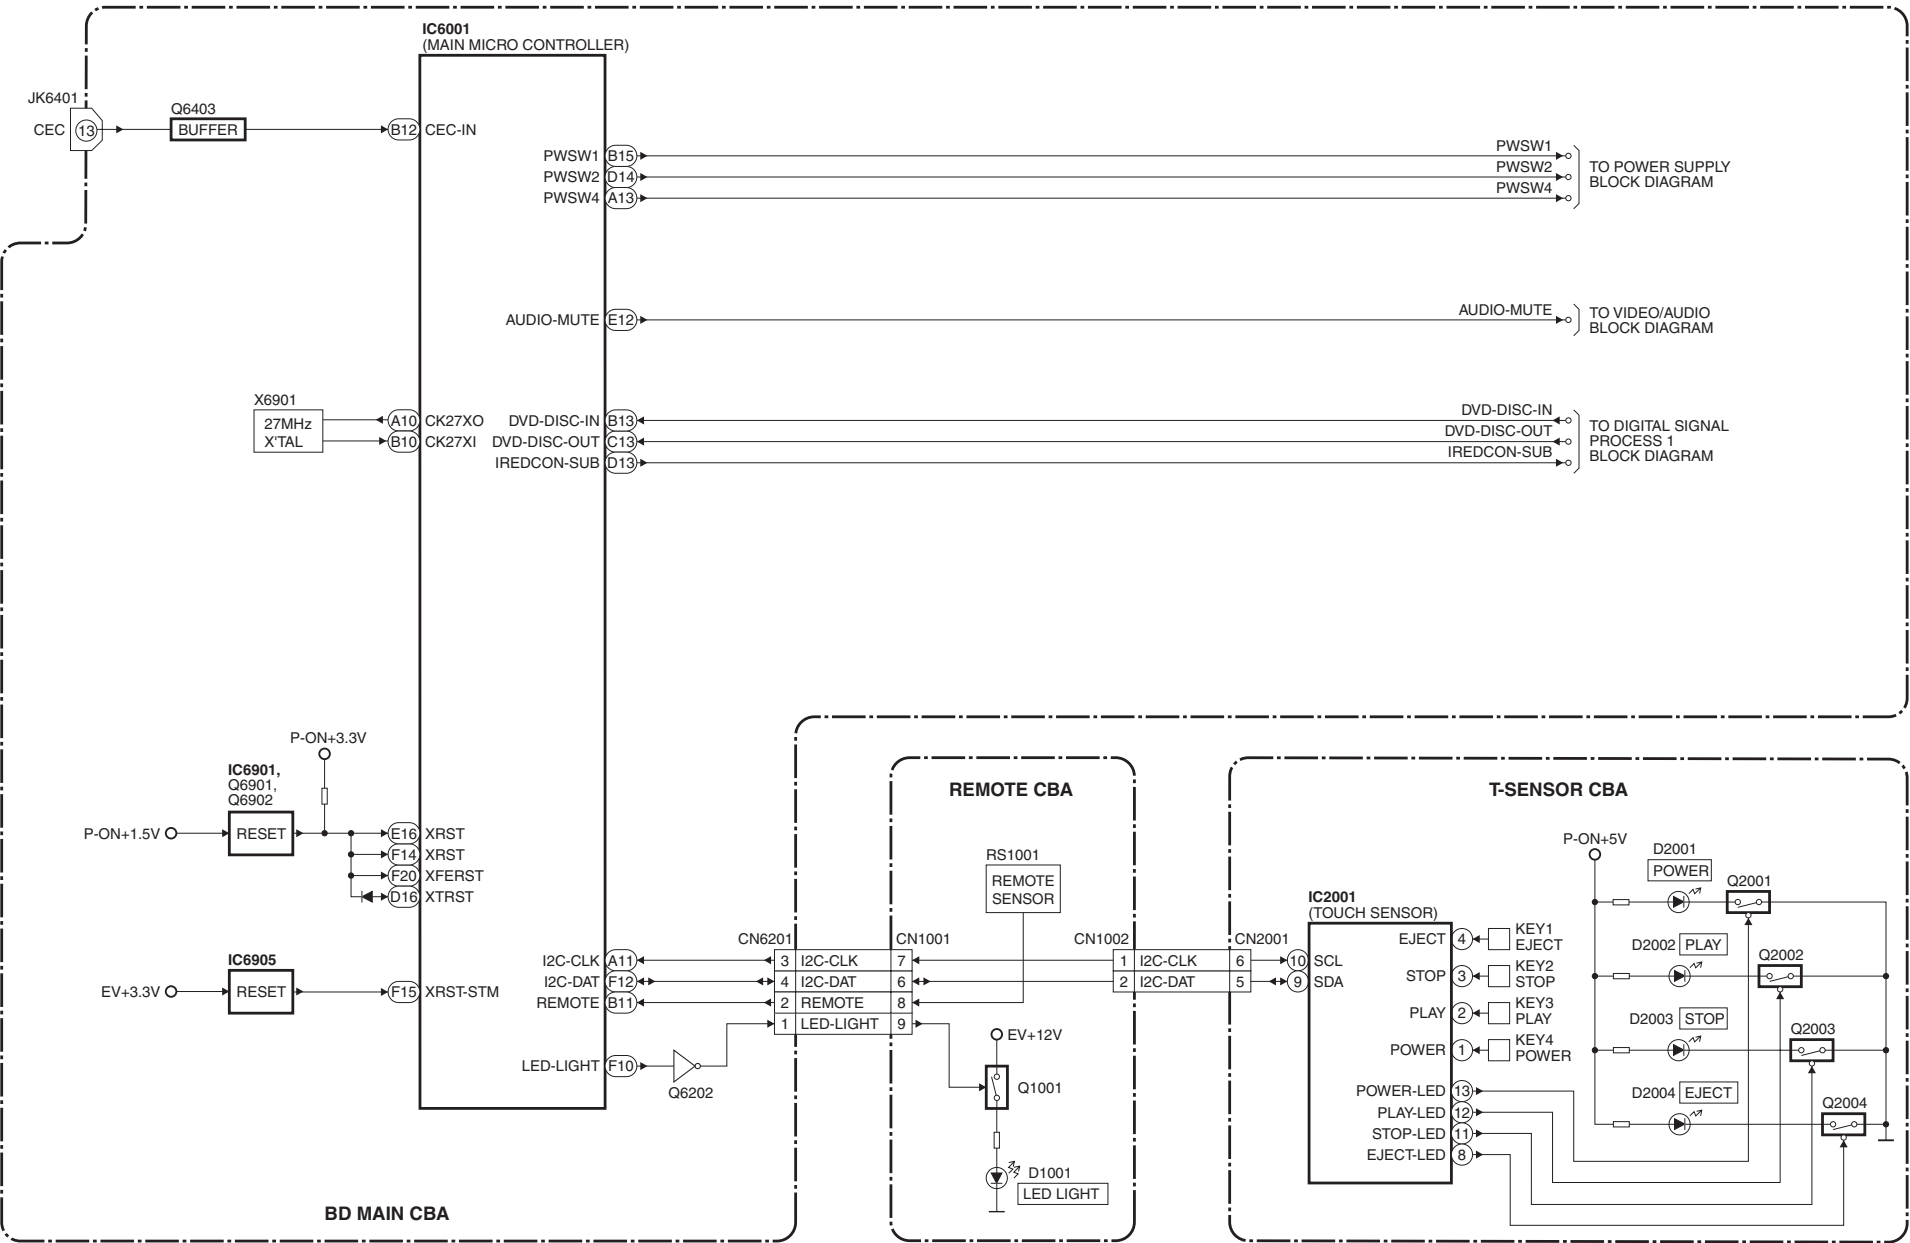 IC6001
(MAIN MICRO CONTROLLER)
JK6401
CEC
13
Q6403
BUFFER
B12 CEC-IN
PWSW1 B15
PWSW2 D14
PWSW4 A13
PWSW1
PWSW2
PWSW4
TO POWER SUPPLY
BLOCK DIAGRAM
AUDIO-MUTE E12
AUDIO-MUTE
TO VIDEO/AUDIO
BLOCK DIAGRAM
X6901
27MHz
X'TAL
A10 CK27XO
B10 CK27XI
DVD-DISC-IN B13
DVD-DISC-OUT C13
IREDCON-SUB D13
DVD-DISC-IN
DVD-DISC-OUT
IREDCON-SUB
TO DIGITAL SIGNAL
PROCESS 1
BLOCK DIAGRAM
P-ON+3.3V
IC6901,
Q6901,
Q6902
P-ON+1.5V
RESET
E16 XRST
F14 XRST
F20 XFERST
D16 XTRST
IC6905
EV+3.3V
RESET
F15 XRST-STM
I2C-CLK A11
I2C-DAT F12
REMOTE B11
LED-LIGHT F10
Q6202
CN6201
CN1001
3 I2C-CLK 7
4 I2C-DAT 6
2 REMOTE 8
1 LED-LIGHT 9
BD MAIN CBA
REMOTE CBA
RS1001
REMOTE
SENSOR
EV+12V
Q1001
D1001
LED LIGHT
CN1002
CN2001
1 I2C-CLK 6
2 I2C-DAT 5
T-SENSOR CBA
IC2001
(TOUCH SENSOR)
10 SCL
9 SDA
EJECT 4
KEY1
EJECT
STOP 3
KEY2
STOP
PLAY 2
KEY3
PLAY
POWER 1
KEY4
POWER
POWER-LED 13
PLAY-LED 12
STOP-LED 11
EJECT-LED 8
P-ON+5V
D2001
POWER
Q2001
D2002 PLAY
Q2002
D2003 STOP
Q2003
D2004 EJECT
Q2004